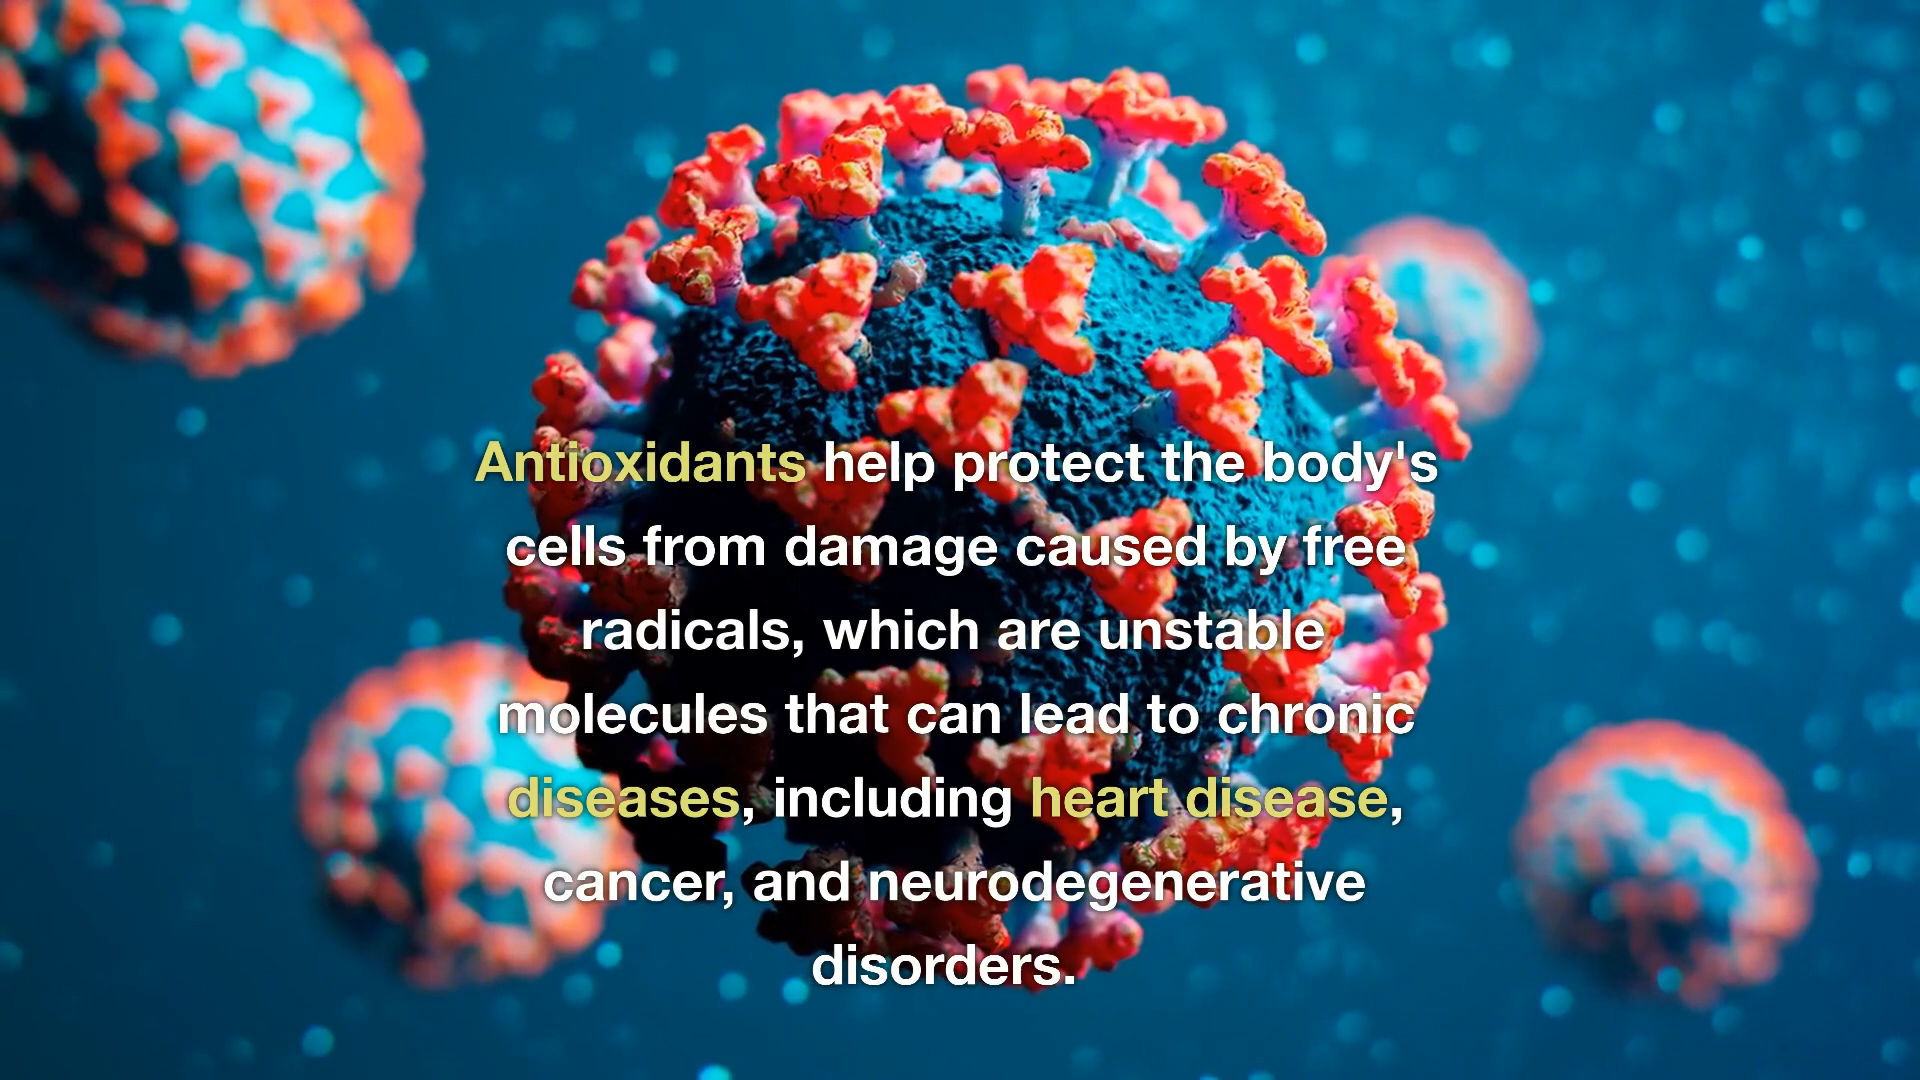 Antioxidants help protect the body's
cells from damage caused by free
radicals, which are unstable
molecules that can lead to chronic
diseases, including heart disease,
cancer, and neurodegenerative
disorders.